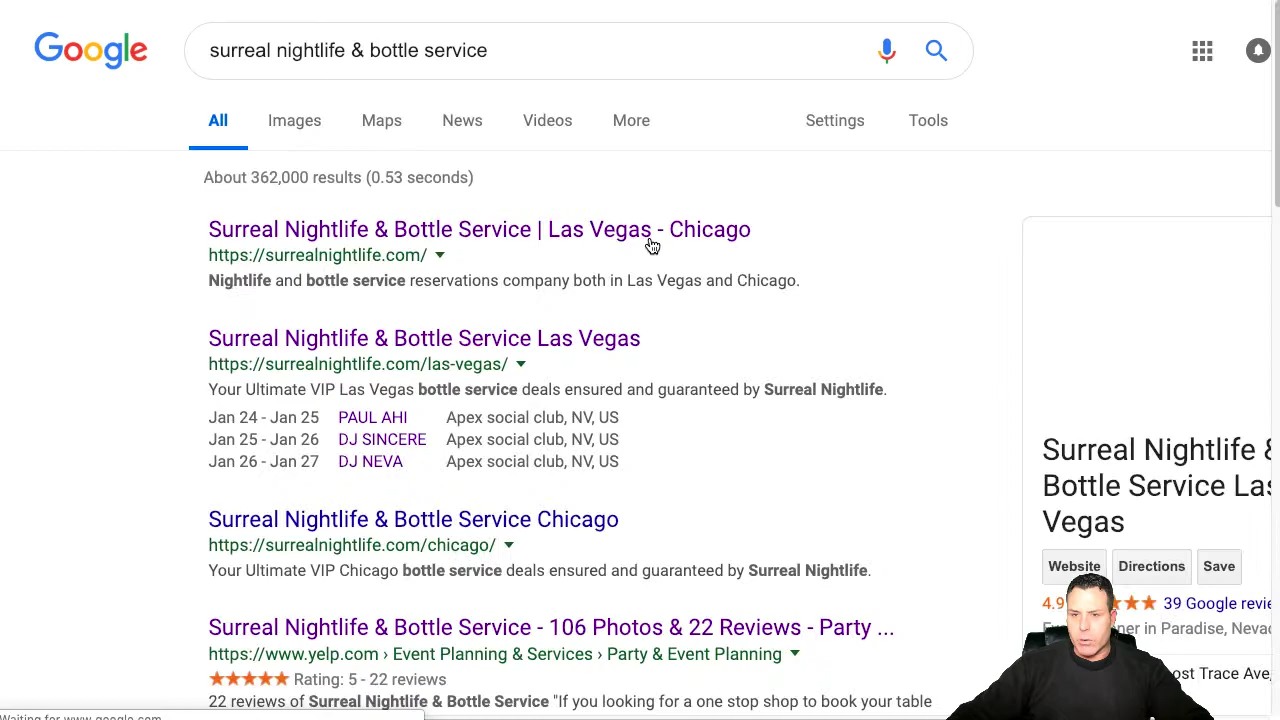 Google
surreal nightlife & bottle service
All Images Maps News Videos More Settings Tools
About 362,000 results (0.53 seconds)
Surreal Nightlife & Bottle Service | Las Vegas - Chicago
https://surrealnightlife.com/
Nightlife and bottle service reservations company both in Las Vegas and Chicago.
Surreal Nightlife & Bottle Service Las Vegas
https://surrealnightlife.com/las-vegas/
Your Ultimate VIP Las Vegas bottle service deals ensured and guaranteed by Surreal Nightlife.
Jan 24 - Jan 25 PAUL AHI Apex social club, NV, US
Jan 25 - Jan 26 DJ SINCERE Apex social club, NV, US
Jan 26 - Jan 27 DJ NEVA Apex social club, NV, US
Surreal Nightlife & Bottle Service Chicago
https://surrealnightlife.com/chicago/
Your Ultimate VIP Chicago bottle service deals ensured and guaranteed by Surreal Nightlife.
Surreal Nightlife & Bottle Service - 106 Photos & 22 Reviews - Party ...
https://www.yelp.com › Event Planning & Services › Party & Event Planning
Rating: 5 - 22 reviews
22 reviews of Surreal Nightlife & Bottle Service "If you looking for a one stop shop to book your table
Surreal Nightlife &
Bottle Service Las
Vegas
Website Directions Save
4.9 39 Google revie
in Paradise, Nevad
ost Trace Ave,
Waiting for www.google.com